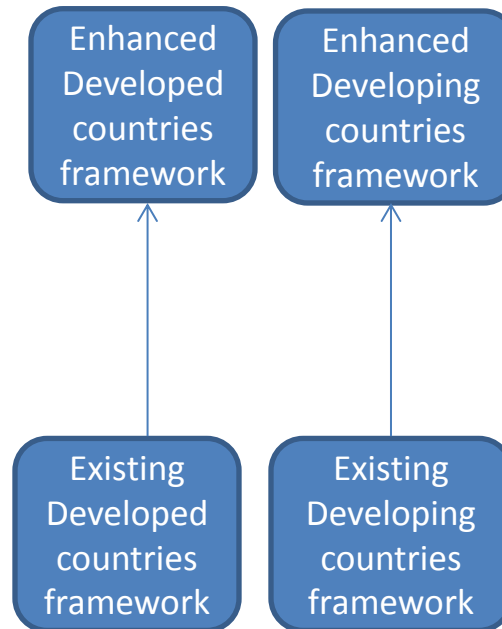 Enhanced
Developed
countries
framework
Enhanced
Developing
countries
framework
Existing
Developed
countries
framework
Existing
Developing
countries
framework